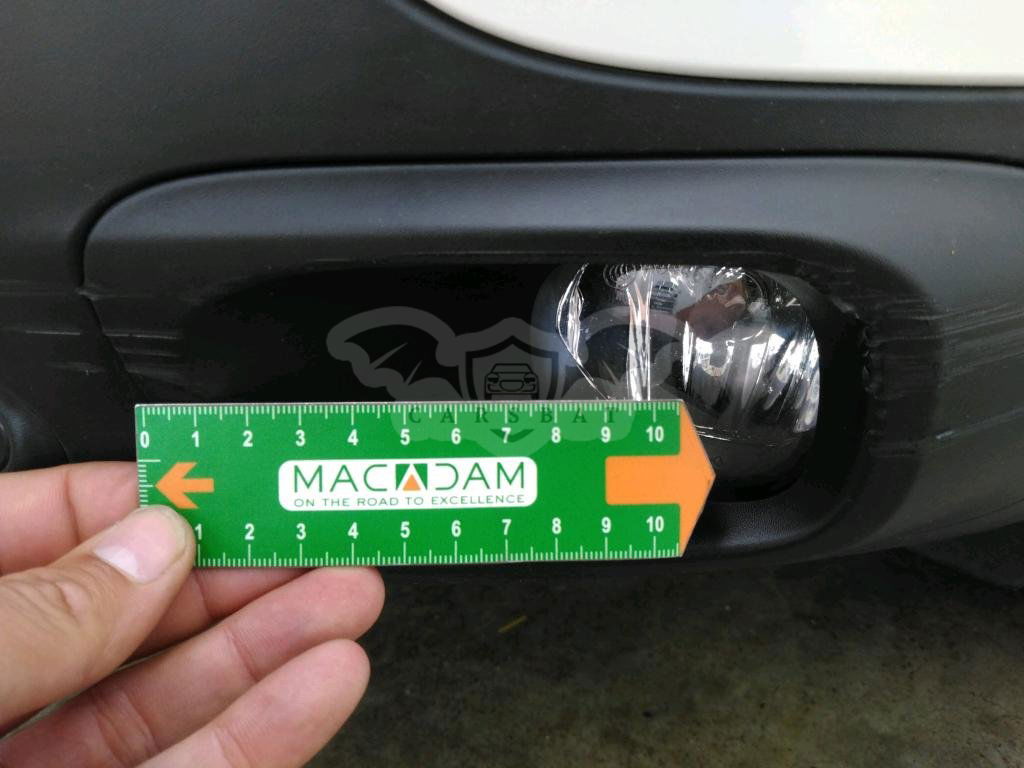 CARSBAT
0 1 2 3 4 5 6 7 8 9 10
MACADAM
ON THE ROAD TO EXCELLENCE
1 2 3 4 5 6 7 8 9 10